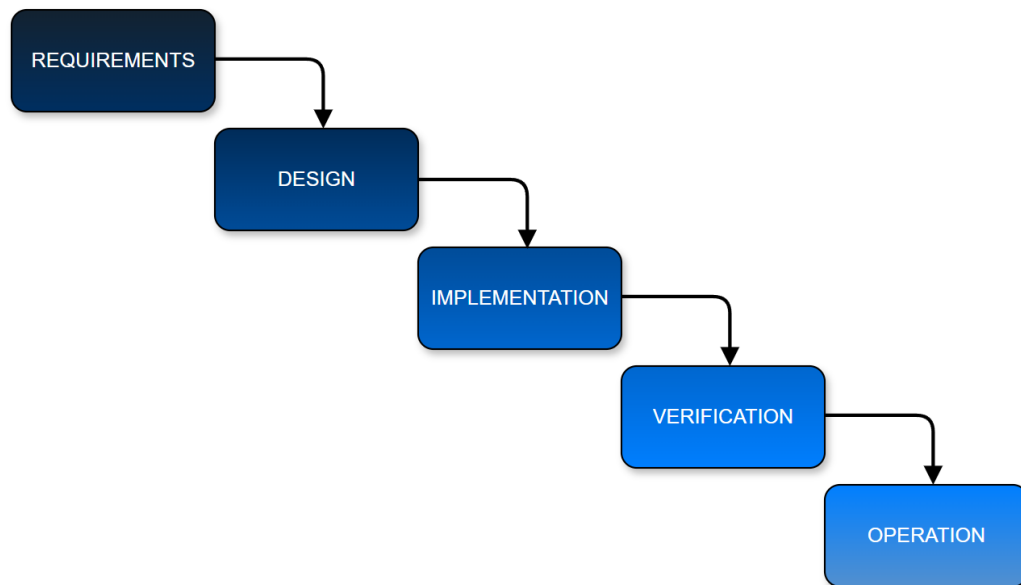 REQUIREMENTS
DESIGN
IMPLEMENTATION
VERIFICATION
OPERATION